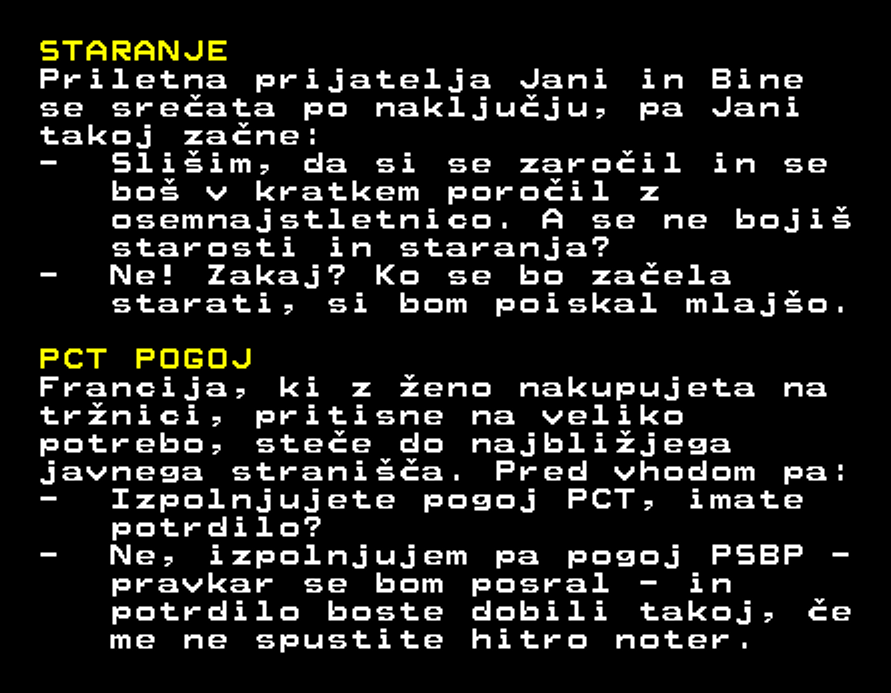 STARANJE
Priletna prijatelja Jani in Bine
se srečata po naključju, pa Jani
takoj začne:
- Slišim, da si se zaročil in se
boš v kratkem poročil z
osemnajstletnico. A se ne bojiš
starosti in staranja?
- Ne! Zakaj? Ko se bo začela
starati, si bom poiskal mlajšo.
PCT POGOJ
Francija, ki z ženo nakupujeta na
tržnici, pritisne na veliko
potrebo, steče do najbližjega
javnega stranišča. Pred vhodom pa:
- Izpolnjujete pogoj PCT, imate
potrdilo?
- Ne, izpolnjujem pa pogoj PSBP -
pravkar se bom posral - in
potrdilo boste dobili takoj, če
me ne spustite hitro noter.